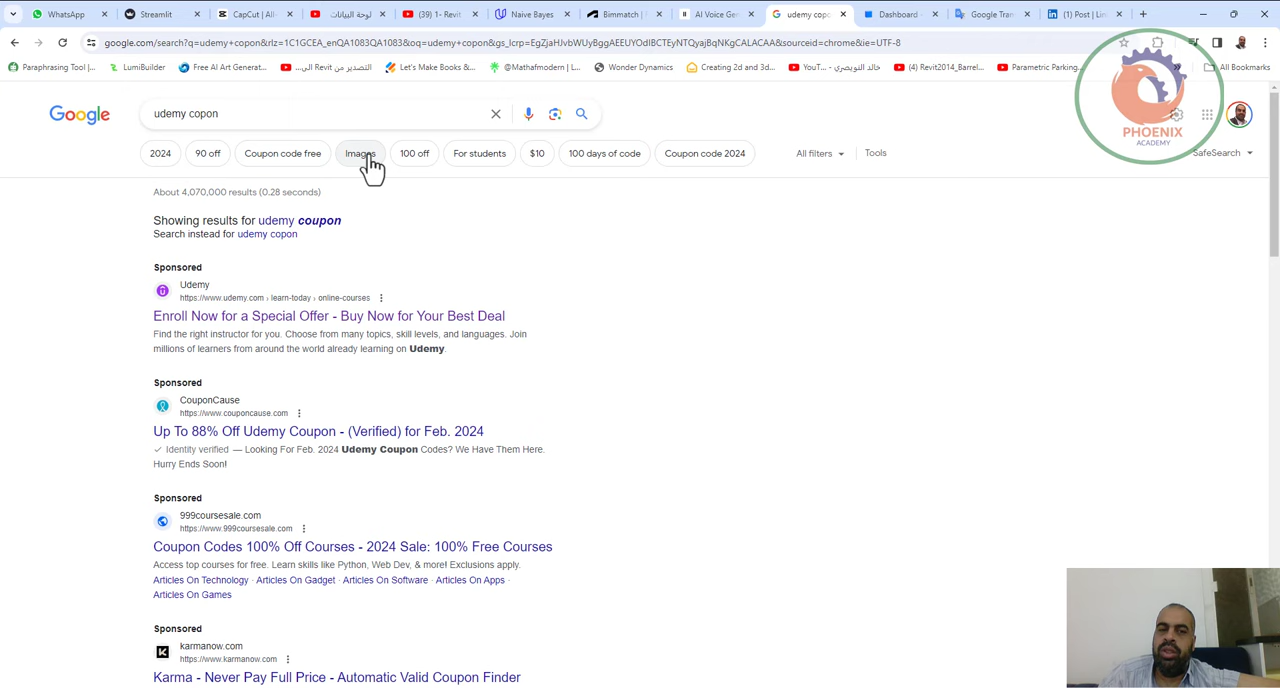 WhatsApp
Streamlit
CapCut | All-
لوحة البيانات
(39) 1- Revit
Naive Bayes
Bimmatch | F
AI Voice Gen
udemy copo
Dashboard -
Google Tran
(1) Post | Lin
google.com/search?q=udemy+copon&rlz=1C1GCEA_enQA1083QA1083&oq=udemy+copon&gs_lcrp=EgZjaHJvbWUyBggAEEUYOdIBCTEyNTQyajBqNKgCALACAA&sourceid=chrome&ie=UTF-8
Paraphrasing Tool |...
LumiBuilder
Free AI Art Generat...
التصدير من Revit الى...
Let's Make...
©Mathafmodern | L...
Wonder Dynamics
Creating 2d and 3d...
خالد التويصري - YouT...
(4) Revit2014_Barrel...
Parametric Parking...
All Bookmarks
Google
udemy copon
PHOENIX
ACADEMY
2024
90 off
Coupon code free
Images
100 off
For students
$10
100 days of code
Coupon code 2024
All filters
Tools
SafeSearch
About 4,070,000 results (0.28 seconds)
Showing results for udemy coupon
Search instead for udemy copon
Sponsored
Udemy
https://www.udemy.com › learn-today › online-courses
Enroll Now for a Special Offer - Buy Now for Your Best Deal
Find the right instructor for you. Choose from many topics, skill levels, and languages. Join
millions of learners from around the world already learning on Udemy.
Sponsored
CouponCause
https://www.couponcause.com
Up To 88% Off Udemy Coupon - (Verified) for Feb. 2024
Identity verified — Looking For Feb. 2024 Udemy Coupon Codes? We Have Them Here.
Hurry Ends Soon!
Sponsored
999coursesale.com
https://www.999coursesale.com
Coupon Codes 100% Off Courses - 2024 Sale: 100% Free Courses
Access top courses for free. Learn skills like Python, Web Dev, & more! Exclusions apply.
Articles On Technology · Articles On Gadget · Articles On Software · Articles On Apps ·
Articles On Games
Sponsored
karmanow.com
https://www.karmanow.com
Karma - Never Pay Full Price - Automatic Valid Coupon Finder